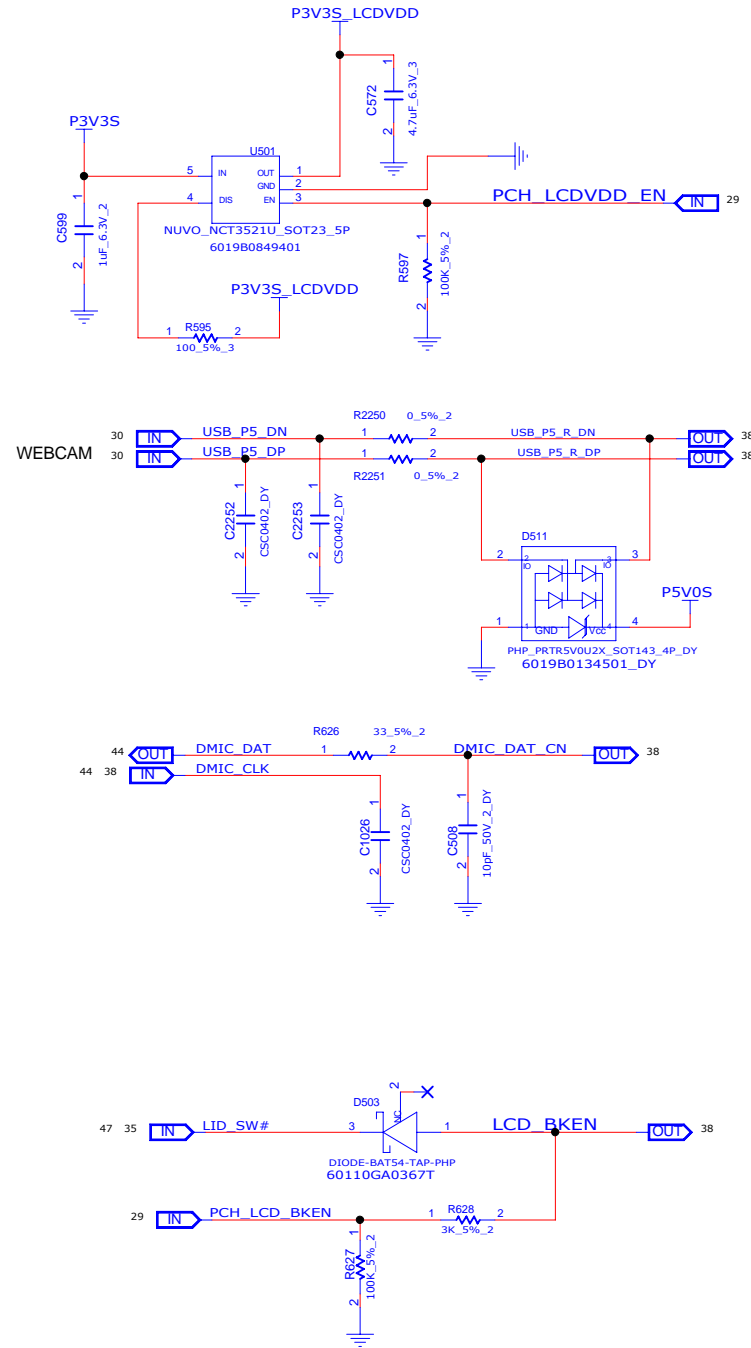 P3V3S_LCDVDD
1
C572
4.7uF_6.3V_3
2
P3V3S
1
C599
1uF_6.3V_2
2
U501
5 IN OUT 1
GND 2
4 DIS EN 3
NUVO_NCT3521U_SOT23_5P
6019B0849401
PCH_LCDVDD_EN IN 29
1
R597
100K_5%_2
2
P3V3S_LCDVDD
R595
1 2
100_5%_3
WEBCAM
R2250 0_5%_2
30 IN USB_P5_DN 1 2 USB_P5_R_DN OUT 38
30 IN USB_P5_DP 1 2 USB_P5_R_DP OUT 38
R2251 0_5%_2
1
C2252
CSC0402_DY
2
1
C2253
CSC0402_DY
2
D511
2 2 IO IO 3 3
P5V0S
1 1 GND Vcc 4 4
PHP_PRTR5V0U2X_SOT143_4P_DY
6019B0134501_DY
R626 33_5%_2
44 OUT DMIC_DAT 1 2 DMIC_DAT_CN OUT 38
44 38 IN DMIC_CLK
1
C1026
CSC0402_DY
2
1
C508
10pF_50V_2_DY
2
D503
2
NC
47 35 IN LID_SW# 3 1 LCD_BKEN OUT 38
DIODE-BAT54-TAP-PHP
60110GA0367T
29 IN PCH_LCD_BKEN 1 R628 2
3K_5%_2
1
R627
100K_5%_2
2